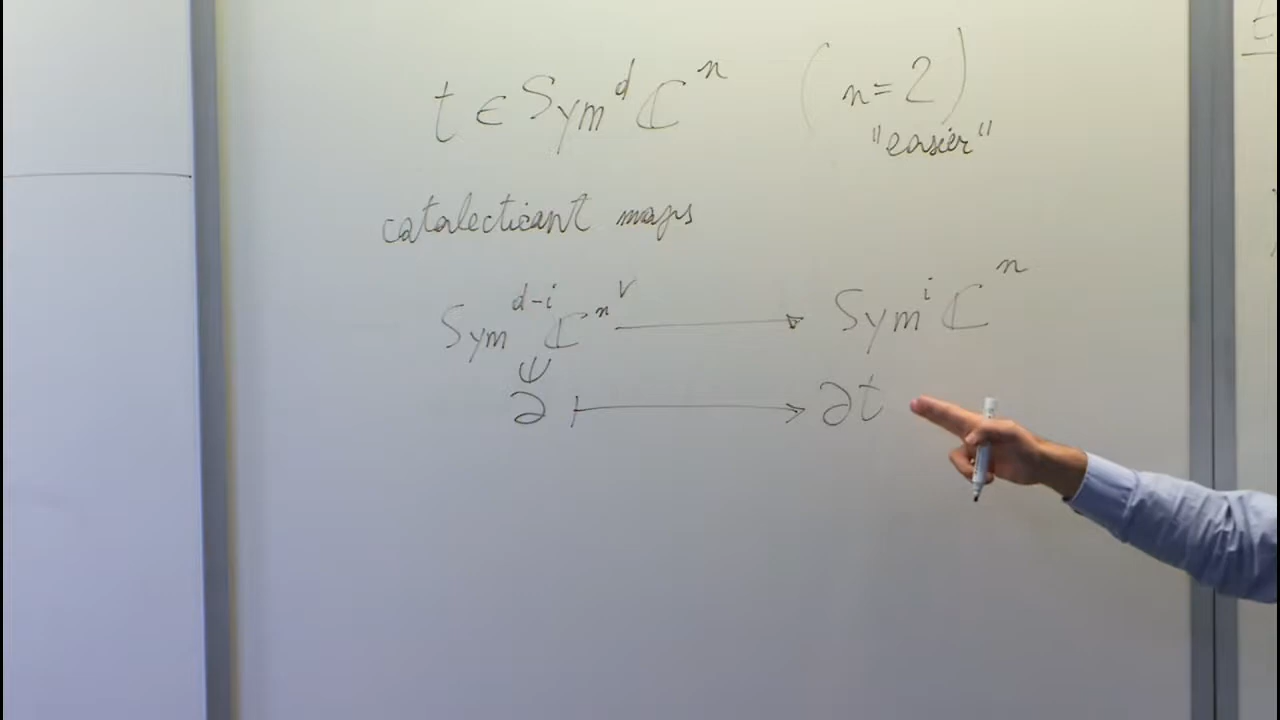 t ∈ Sym^d ℂ^n (n=2)
"easier"
catalecticant maps
Sym^{d-i} ℂ^{n ∨} ⟶ Sym^i ℂ^n
Ψ
∂ ⟼ ∂t